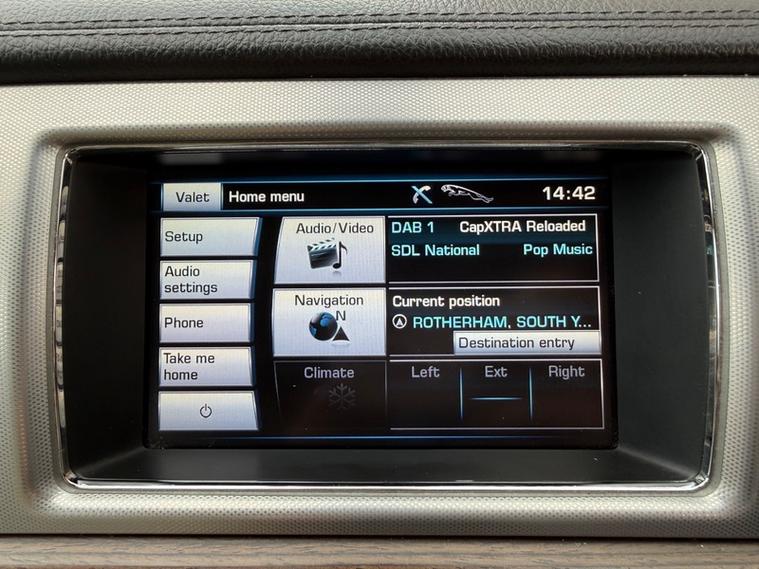 Valet
Home menu
14:42
Setup
Audio/Video
DAB 1
CapXTRA Reloaded
SDL National
Pop Music
Audio
settings
Navigation
N
Current position
ROTHERHAM, SOUTH Y...
Destination entry
Phone
Take me
home
Climate
Left
Ext
Right